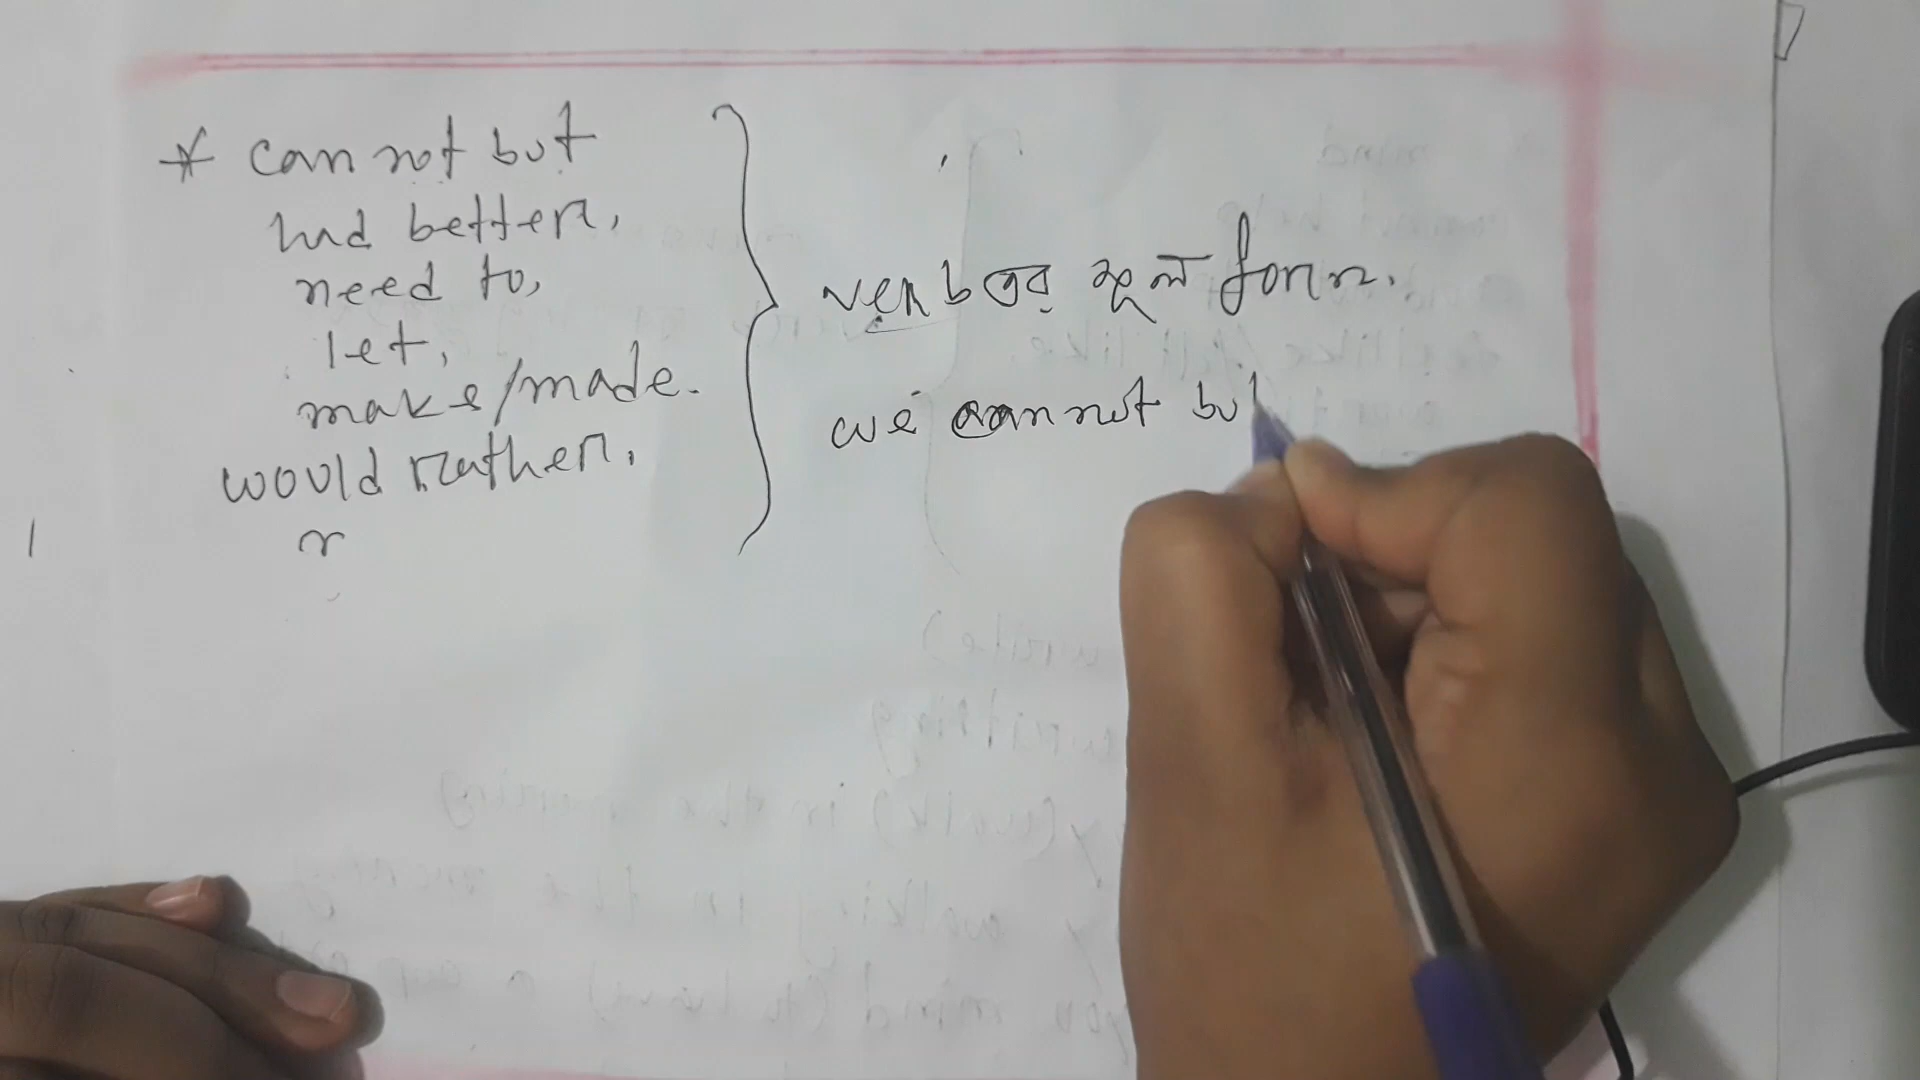 * can not but
had better,
need to,
let,
make/made.
would rather,
verb এর মূল form.
we cannot but